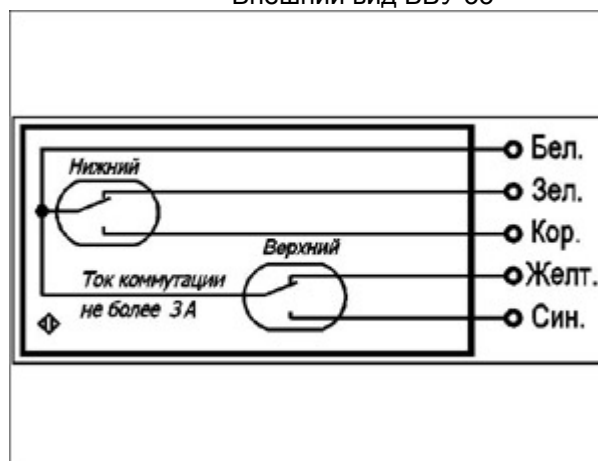 Нижний
Верхний
Ток коммутации
не более 3А
Бел.
Зел.
Кор.
Желт.
Син.